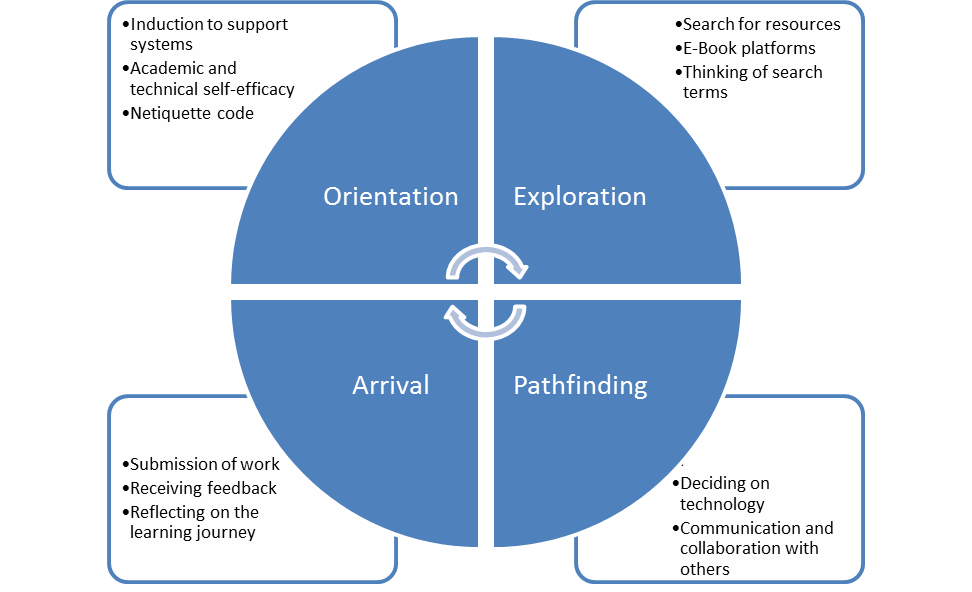 •Induction to support
systems
•Academic and
technical self-efficacy
•Netiquette code
•Search for resources
•E-Book platforms
•Thinking of search
terms
Orientation
Exploration
Arrival
Pathfinding
•Submission of work
•Receiving feedback
•Reflecting on the
learning journey
.
•Deciding on
technology
•Communication and
collaboration with
others